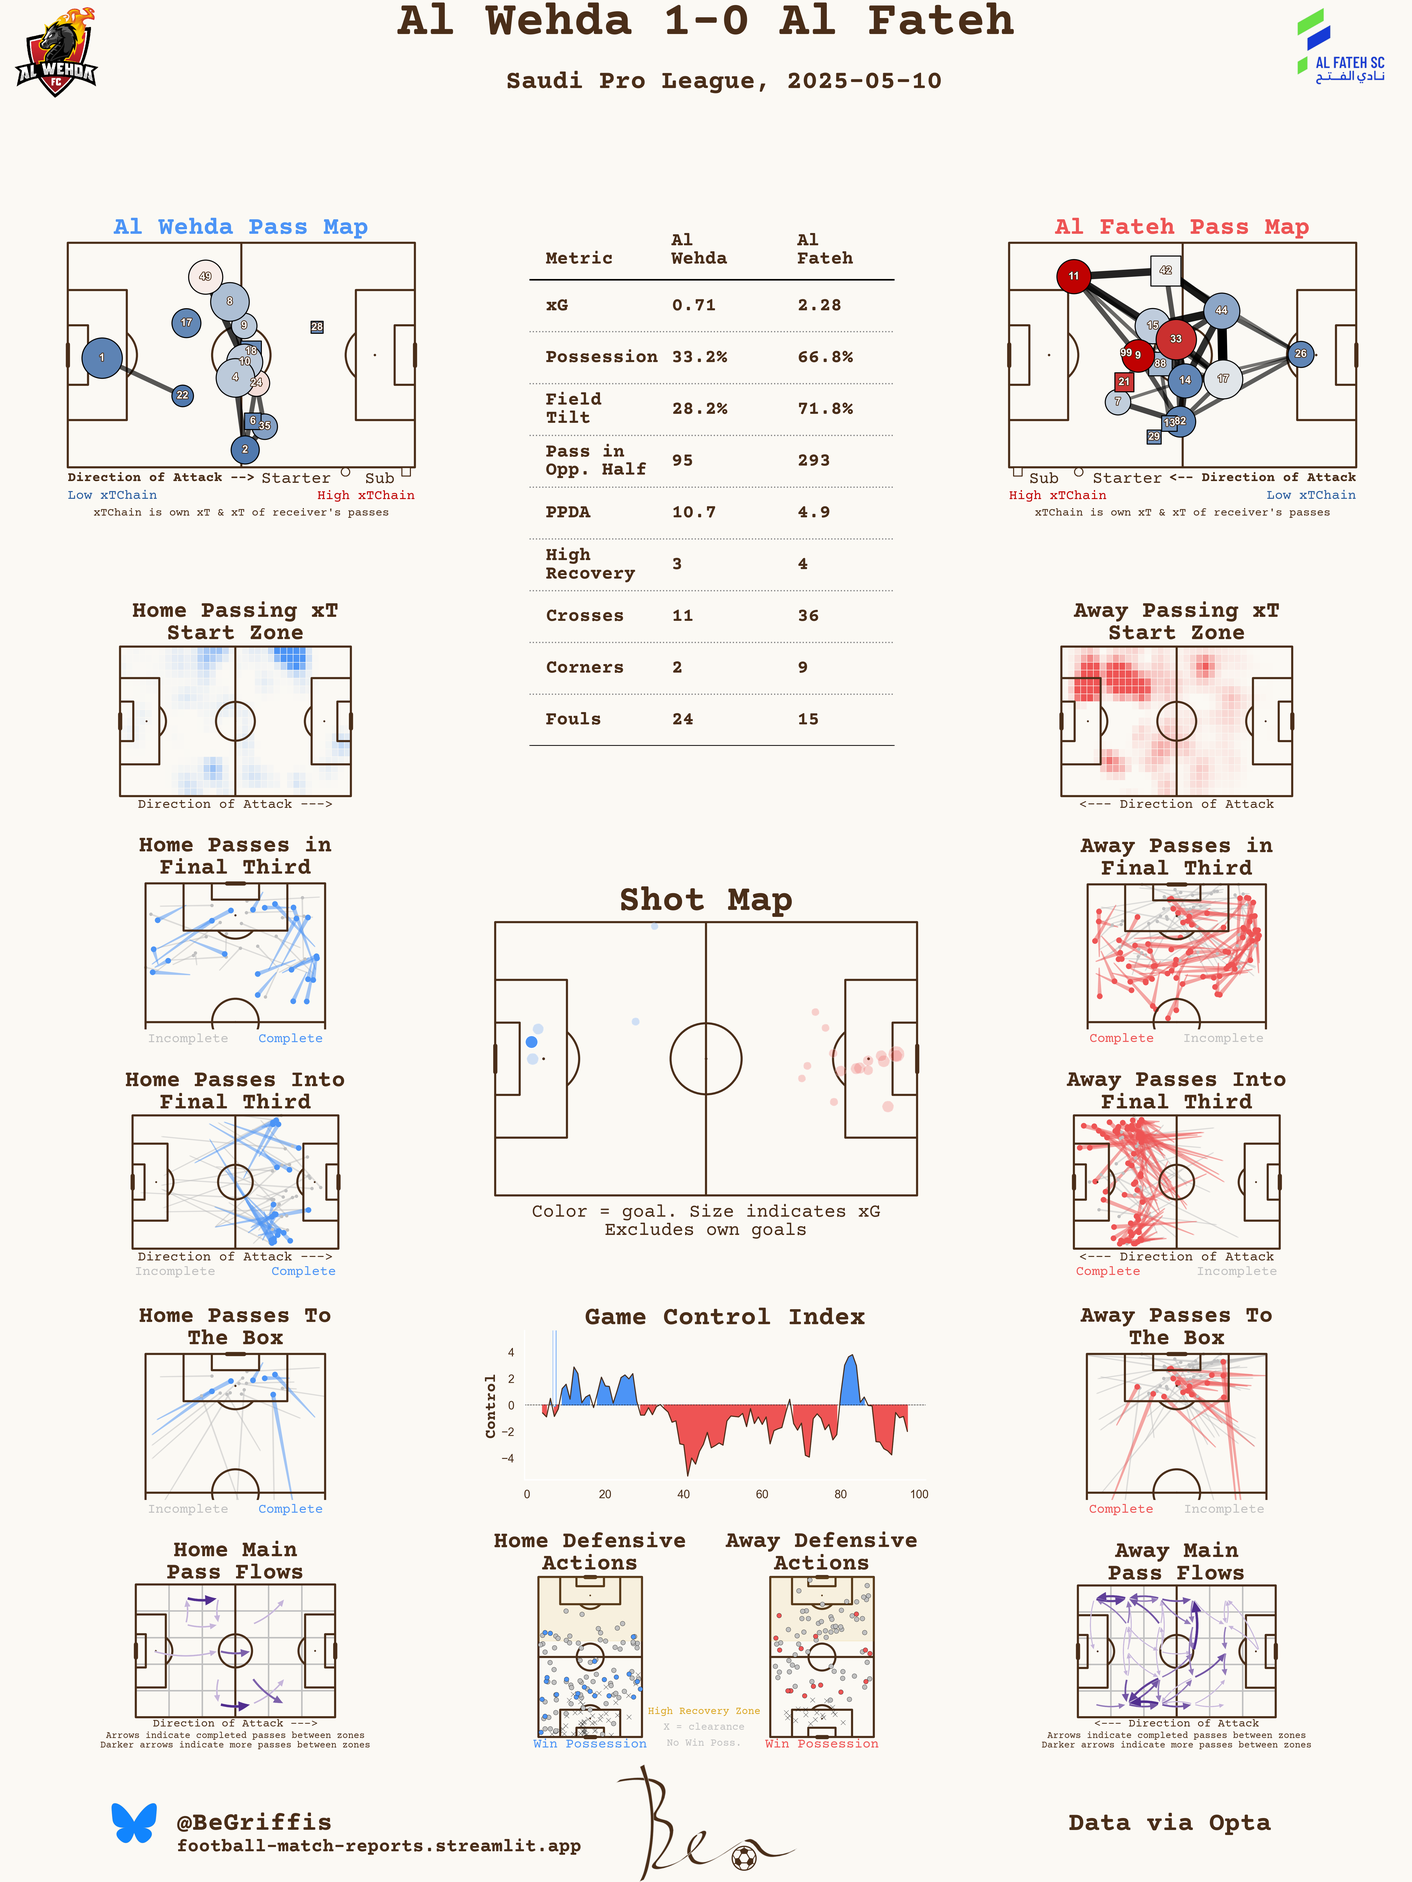 Al Wehda 1-0 Al Fateh
Saudi Pro League, 2025-05-10
AL WEHDA
FC
AL FATEH SC
نادي الفتح
Al Wehda Pass Map
49
8
17
9
28
18
10
1
4
24
22
6
35
2
Direction of Attack --> Starter Sub
Low xTChain High xTChain
xTChain is own xT & xT of receiver's passes
Metric Al Wehda Al Fateh
xG 0.71 2.28
Possession 33.2% 66.8%
Field Tilt 28.2% 71.8%
Pass in Opp. Half 95 293
PPDA 10.7 4.9
High Recovery 3 4
Crosses 11 36
Corners 2 9
Fouls 24 15
Al Fateh Pass Map
11
42
44
15
33
99
9
88
26
21
14
17
7
13
82
29
Sub Starter <-- Direction of Attack
High xTChain Low xTChain
xTChain is own xT & xT of receiver's passes
Home Passing xT
Start Zone
Direction of Attack --->
Away Passing xT
Start Zone
<--- Direction of Attack
Home Passes in
Final Third
Incomplete Complete
Away Passes in
Final Third
Complete Incomplete
Shot Map
Color = goal. Size indicates xG
Excludes own goals
Home Passes Into
Final Third
Direction of Attack --->
Incomplete Complete
Away Passes Into
Final Third
<--- Direction of Attack
Complete Incomplete
Home Passes To
The Box
Incomplete Complete
Game Control Index
Control
4
2
0
−2
−4
0 20 40 60 80 100
Away Passes To
The Box
Complete Incomplete
Home Main
Pass Flows
Direction of Attack --->
Arrows indicate completed passes between zones
Darker arrows indicate more passes between zones
Home Defensive
Actions
Win Possession
High Recovery Zone
X = clearance
No Win Poss.
Away Defensive
Actions
Win Possession
Away Main
Pass Flows
<--- Direction of Attack
Arrows indicate completed passes between zones
Darker arrows indicate more passes between zones
@BeGriffis
football-match-reports.streamlit.app
Ben
Data via Opta